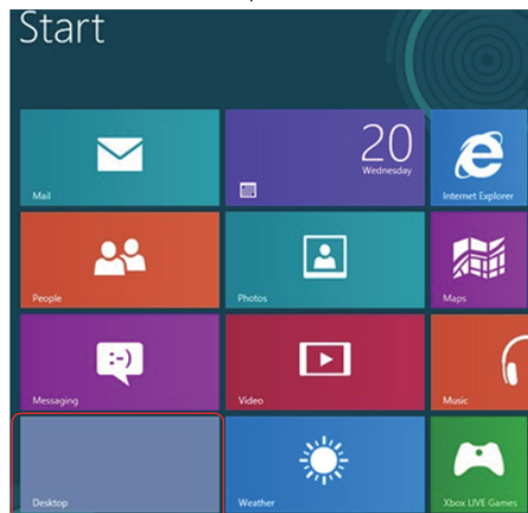 Start
20
Wednesday
Mail
Internet Explorer
People
Photos
Maps
:-)
Messaging
Video
Music
Desktop
Weather
Xbox LIVE Games